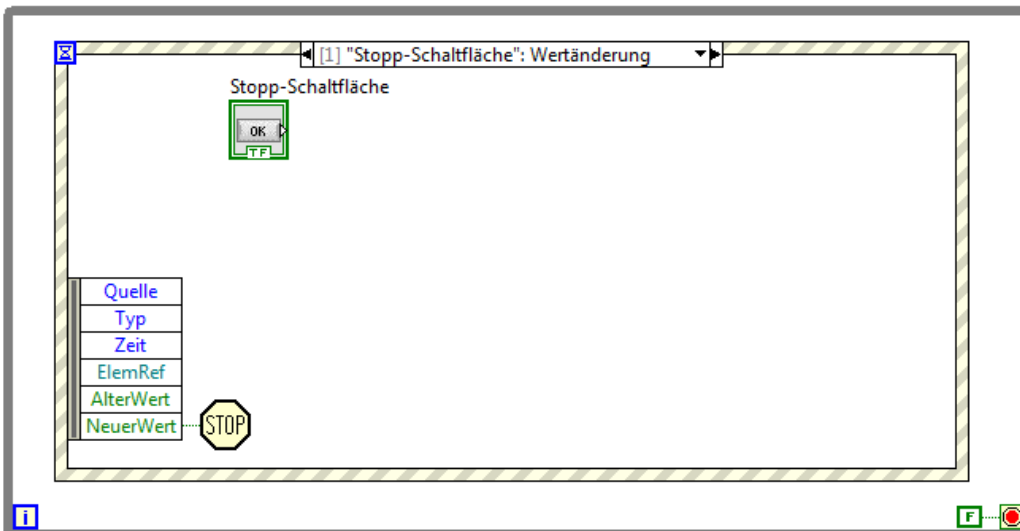 [1] "Stopp-Schaltfläche": Wertänderung
Stopp-Schaltfläche
OK
TF
Quelle
Typ
Zeit
ElemRef
AlterWert
NeuerWert
STOP
i
F